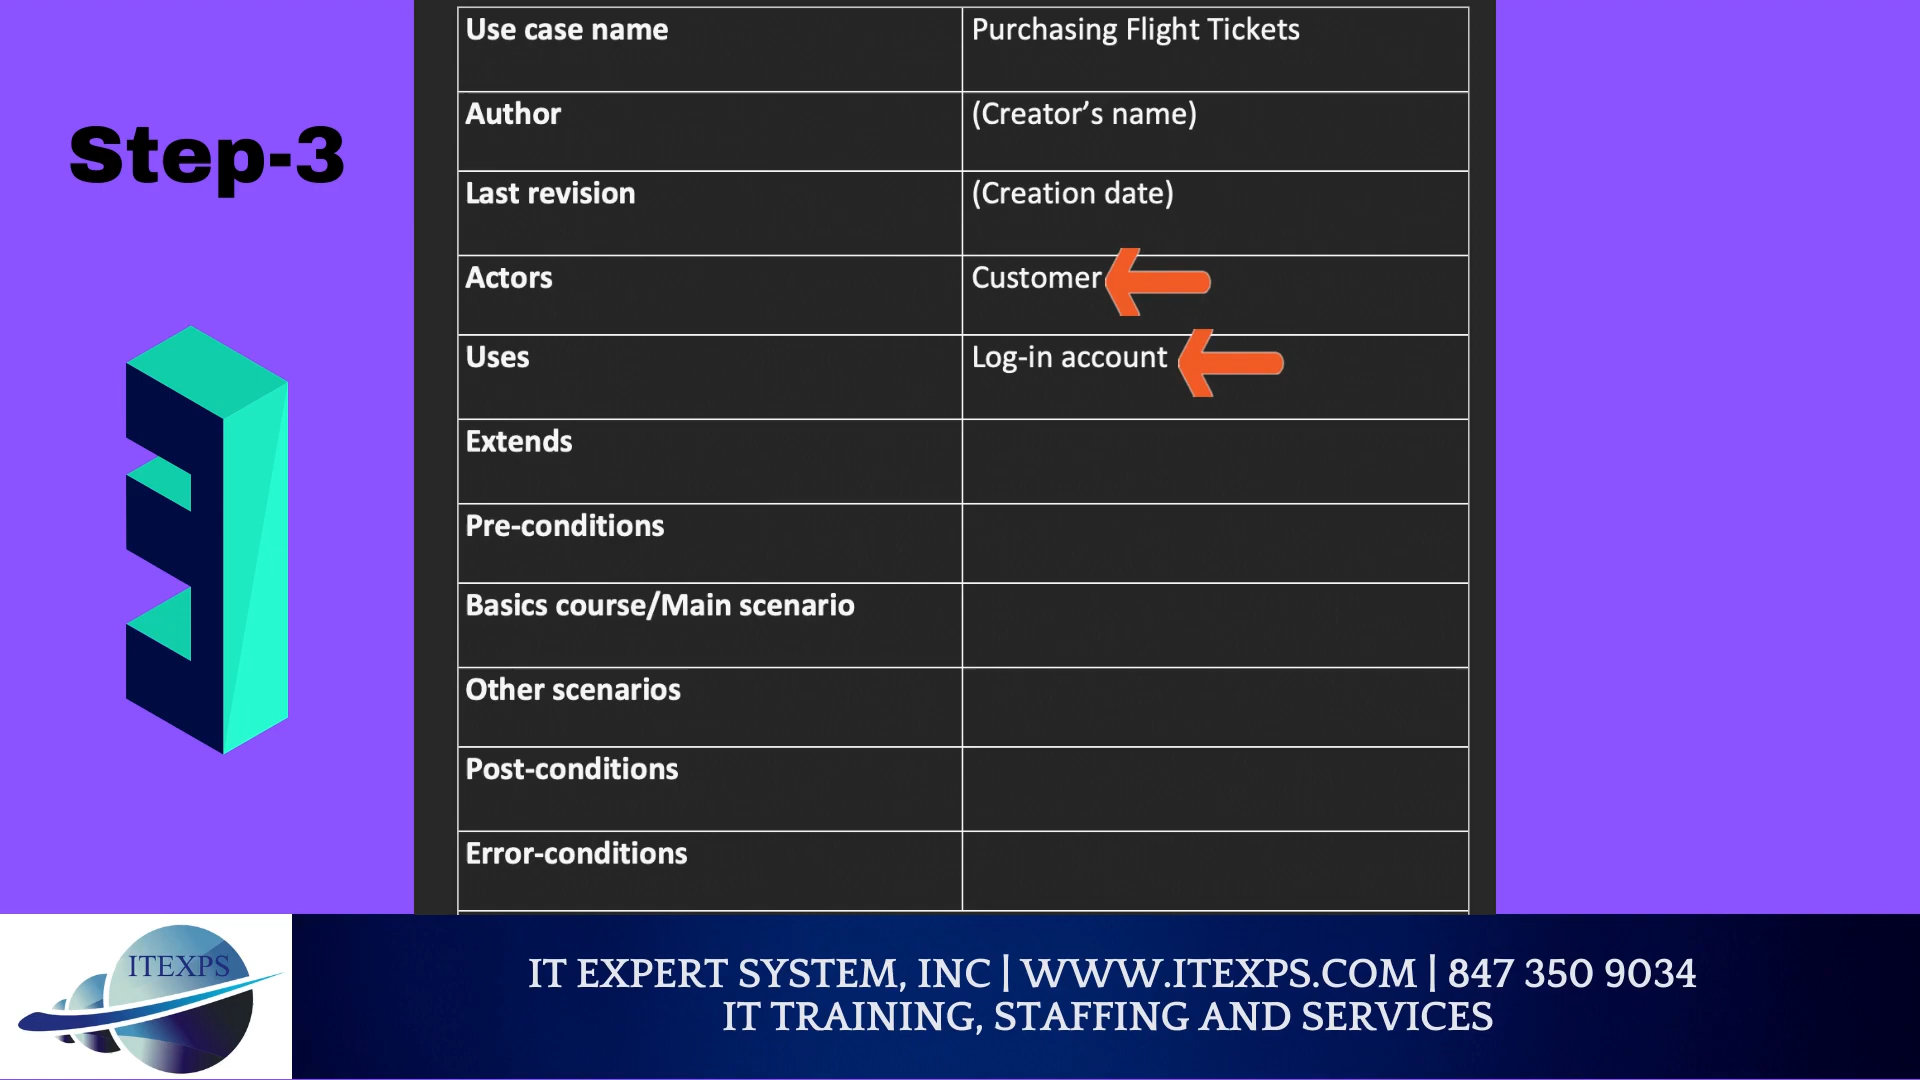 Step-3
Use case name Purchasing Flight Tickets
Author (Creator’s name)
Last revision (Creation date)
Actors Customer
Uses Log-in account
Extends
Pre-conditions
Basics course/Main scenario
Other scenarios
Post-conditions
Error-conditions
3
ITEXPS
IT EXPERT SYSTEM, INC | WWW.ITEXPS.COM | 847 350 9034
IT TRAINING, STAFFING AND SERVICES